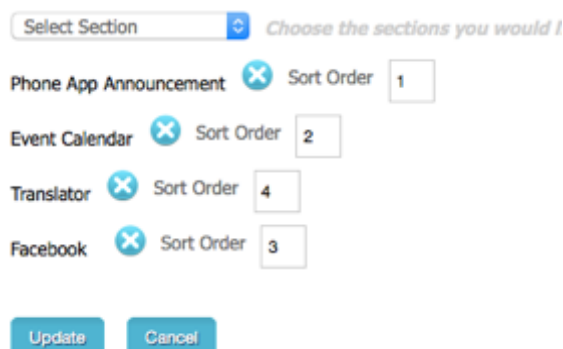 Select Section Choose the sections you would
Phone App Announcement Sort Order 1
Event Calendar Sort Order 2
Translator Sort Order 4
Facebook Sort Order 3
Update Cancel